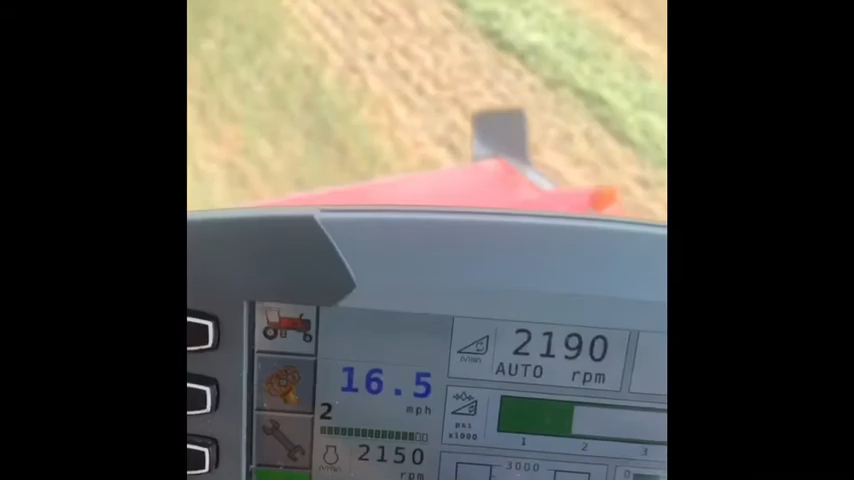 2190
AUTO rpm
16.5
mph
2
psi
x1000
1 2 3
2150
rpm
3000